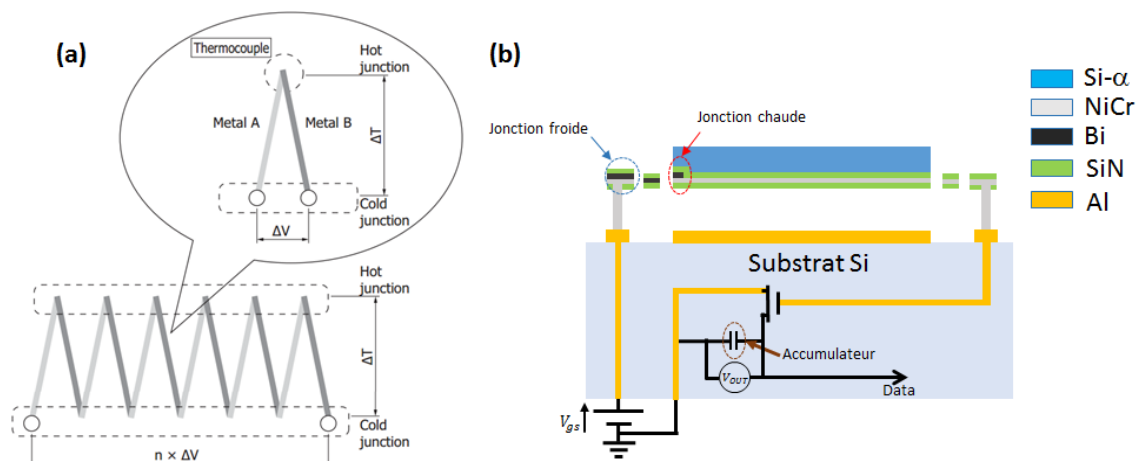 (a)
Thermocouple
Hot
junction
Metal A
Metal B
ΔT
Cold
junction
ΔV
Hot
junction
ΔT
Cold
junction
n × ΔV
(b)
Jonction froide
Jonction chaude
Si-α
NiCr
Bi
SiN
Al
Substrat Si
Accumulateur
V_OUT
Data
V_gs